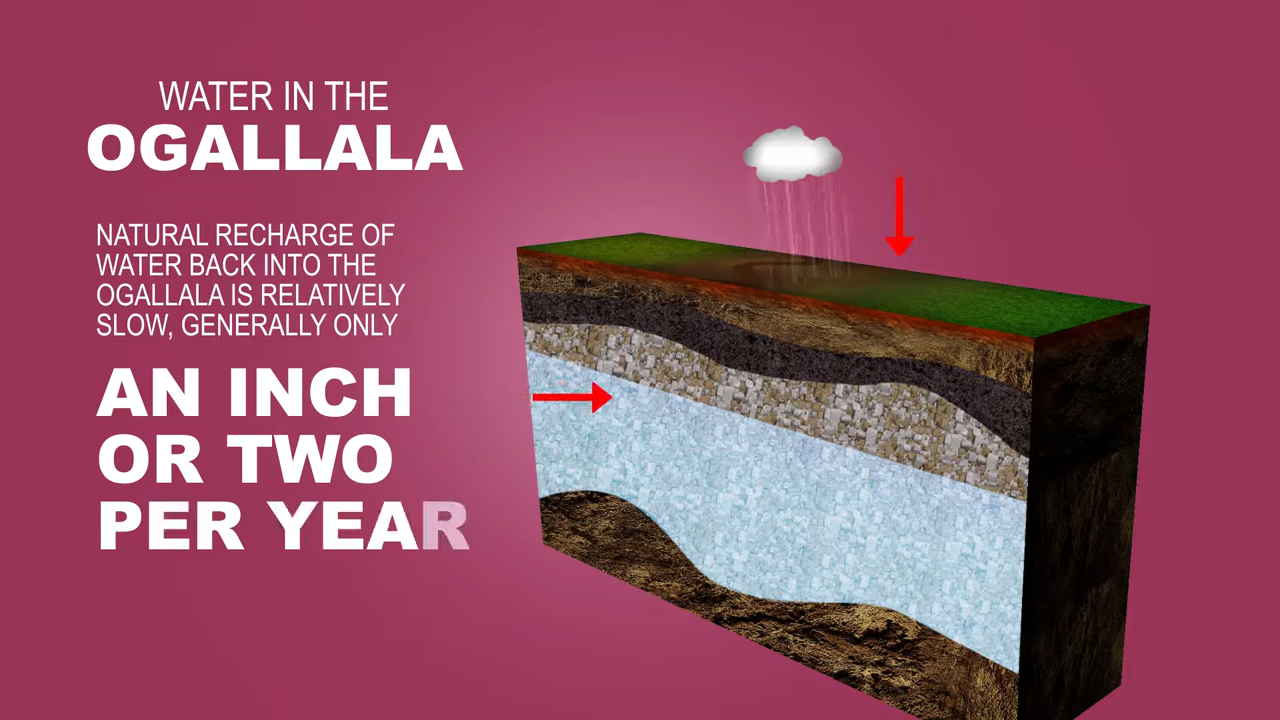 WATER IN THE
OGALLALA
NATURAL RECHARGE OF
WATER BACK INTO THE
OGALLALA IS RELATIVELY
SLOW, GENERALLY ONLY
AN INCH
OR TWO
PER YEAR